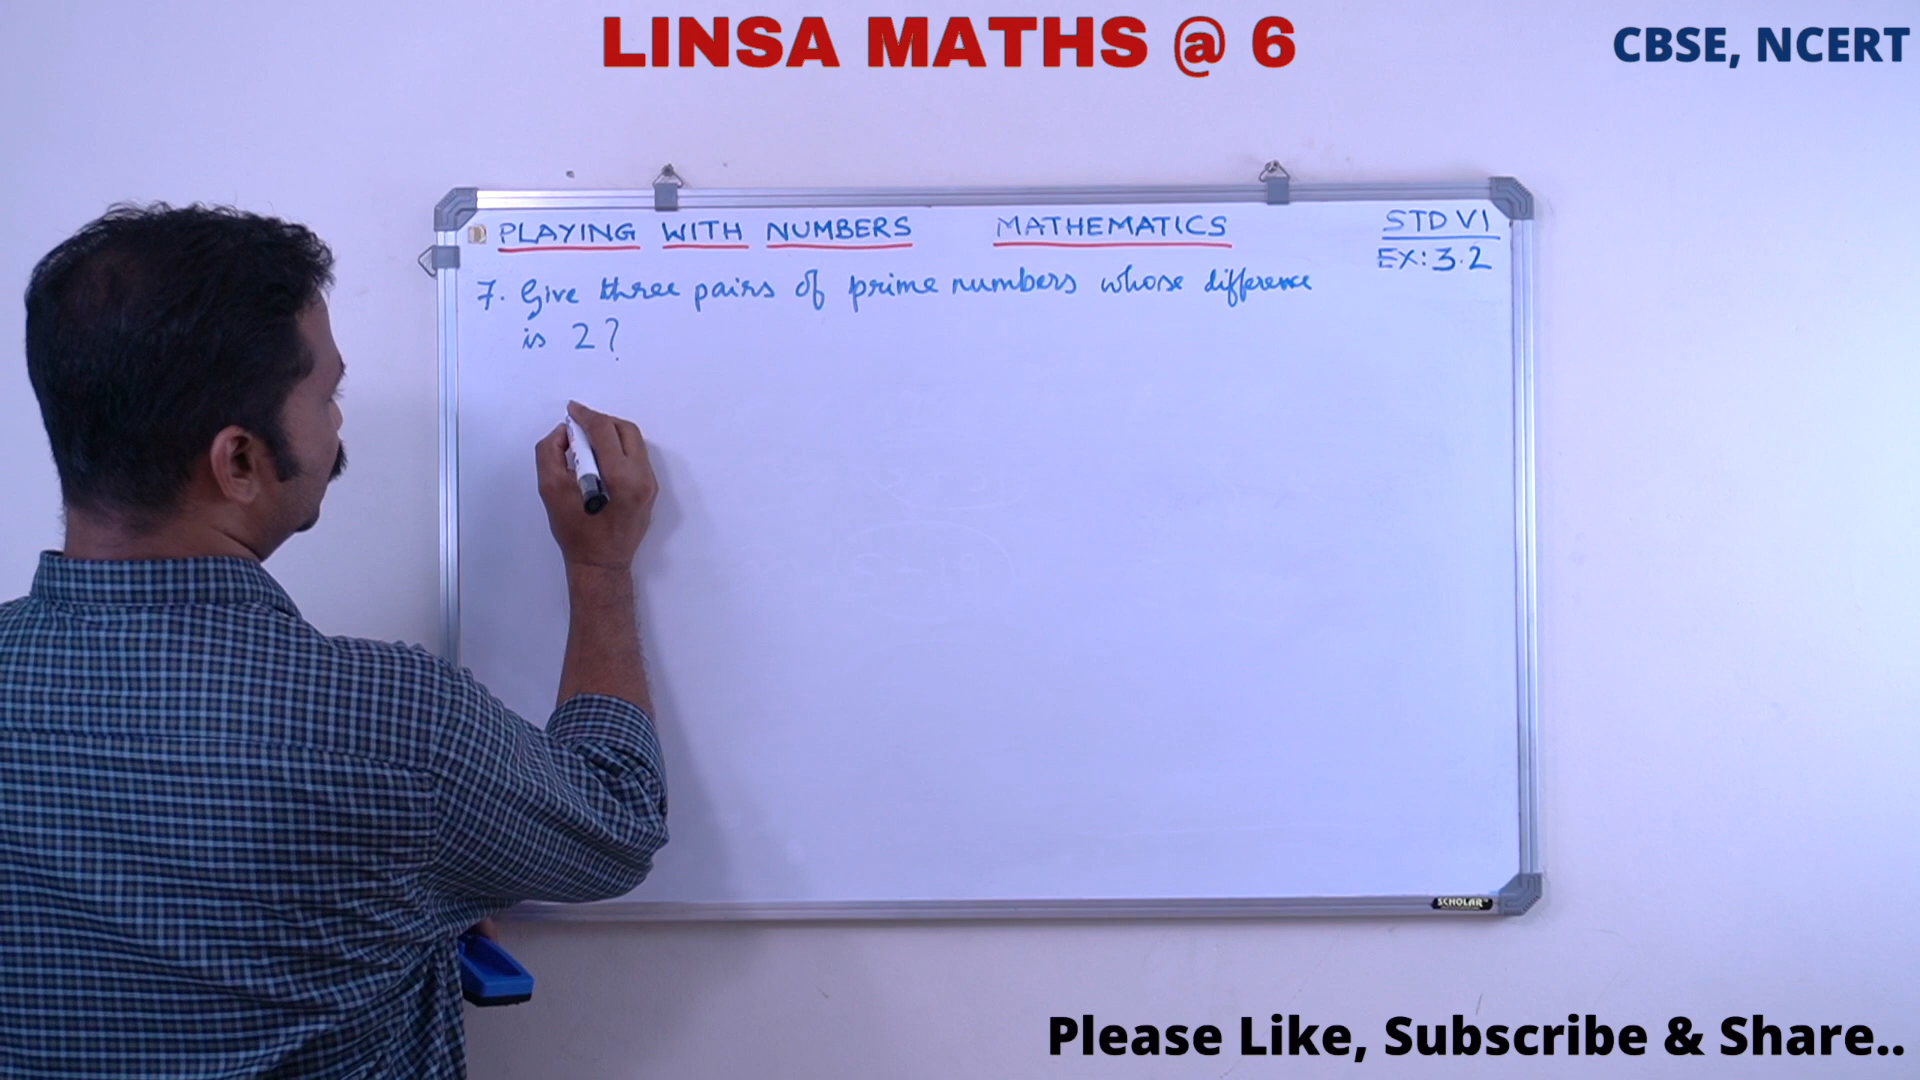 LINSA MATHS @ 6
CBSE, NCERT
PLAYING WITH NUMBERS MATHEMATICS STD VI
EX: 3.2
7. Give three pairs of prime numbers whose difference
is 2?
SCHOLAR
Please Like, Subscribe & Share..